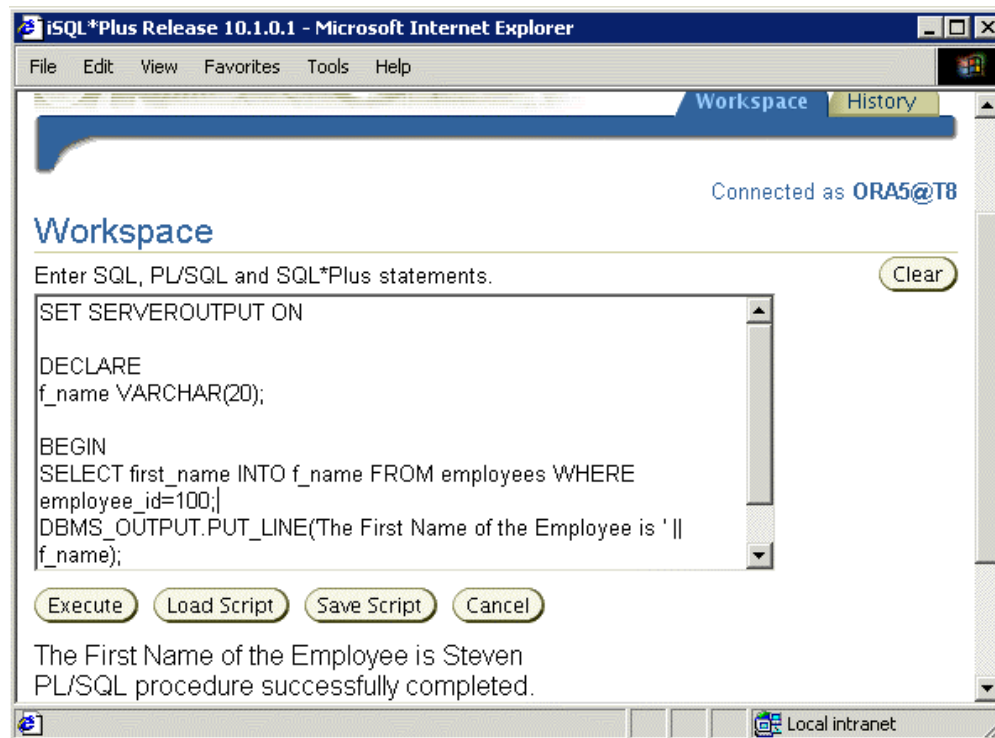 iSQL*Plus Release 10.1.0.1 - Microsoft Internet Explorer
File Edit View Favorites Tools Help
Workspace History
Connected as ORA5@T8
Workspace
Enter SQL, PL/SQL and SQL*Plus statements.
Clear
SET SERVEROUTPUT ON
DECLARE
f_name VARCHAR(20);
BEGIN
SELECT first_name INTO f_name FROM employees WHERE
employee_id=100;
DBMS_OUTPUT.PUT_LINE('The First Name of the Employee is ' ||
f_name);
Execute Load Script Save Script Cancel
The First Name of the Employee is Steven
PL/SQL procedure successfully completed.
Local intranet